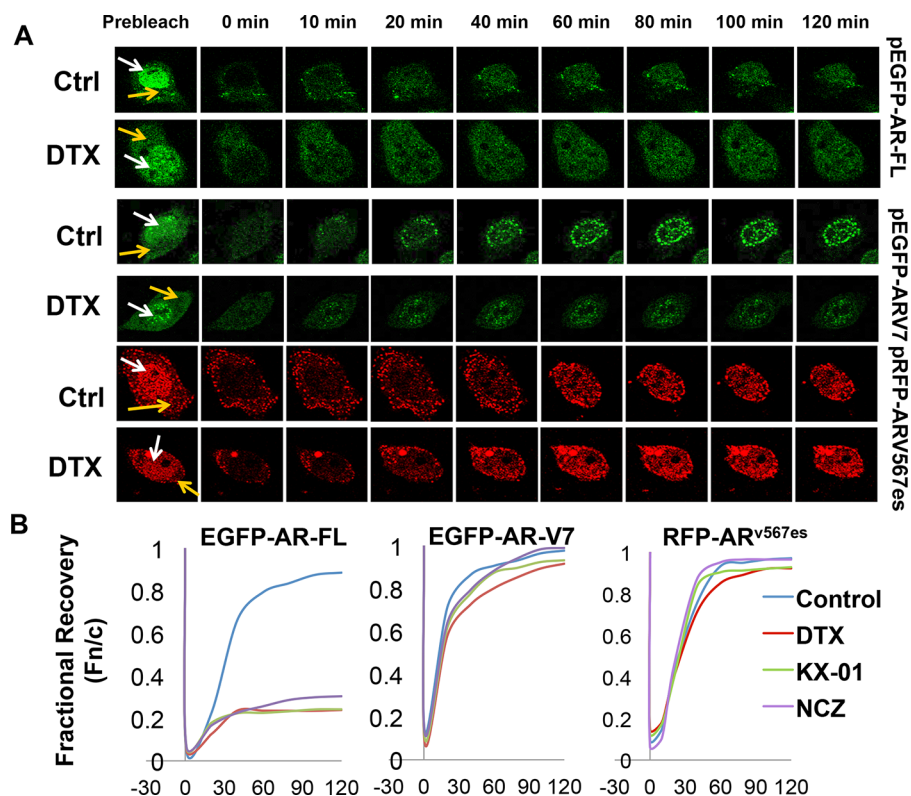 A
Prebleach 0 min 10 min 20 min 40 min 60 min 80 min 100 min 120 min
Ctrl
DTX
pEGFP-AR-FL
Ctrl
DTX
pEGFP-ARV7
Ctrl
DTX
pRFP-ARV567es
B
EGFP-AR-FL EGFP-AR-V7 RFP-ARv567es
Fractional Recovery
(Fn/c)
1
0.8
0.6
0.4
0.2
0
-30 0 30 60 90 120
1
0.8
0.6
0.4
0.2
0
-30 0 30 60 90 120
1
0.8
0.6
0.4
0.2
0
-30 0 30 60 90 120
Control
DTX
KX-01
NCZ